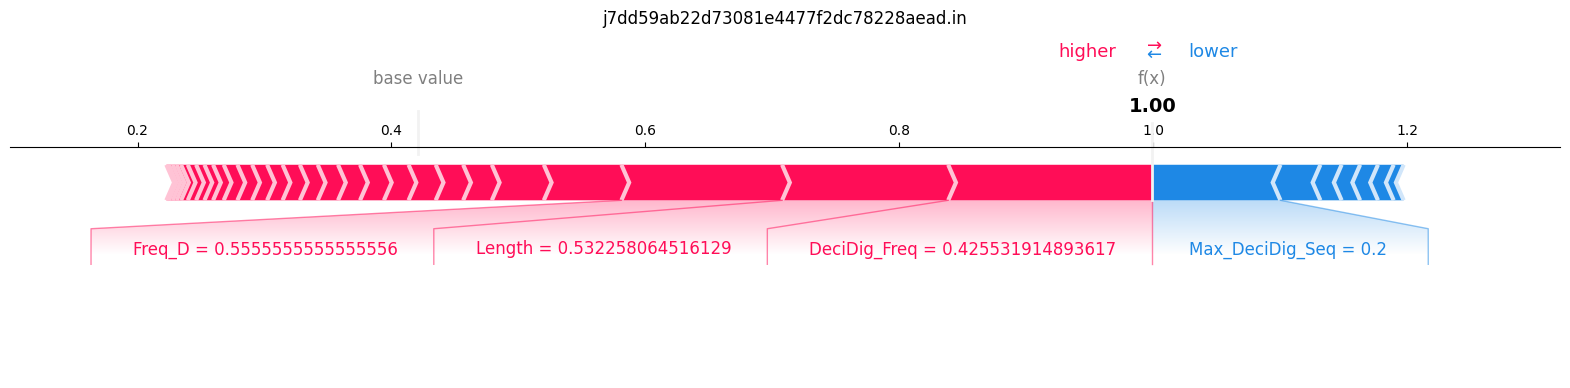 j7dd59ab22d73081e4477f2dc78228aead.in
higher → ← lower
base value f(x)
1.00
0.2 0.4 0.6 0.8 1.0 1.2
Freq_D = 0.5555555555555556 Length = 0.532258064516129 DeciDig_Freq = 0.425531914893617 Max_DeciDig_Seq = 0.2